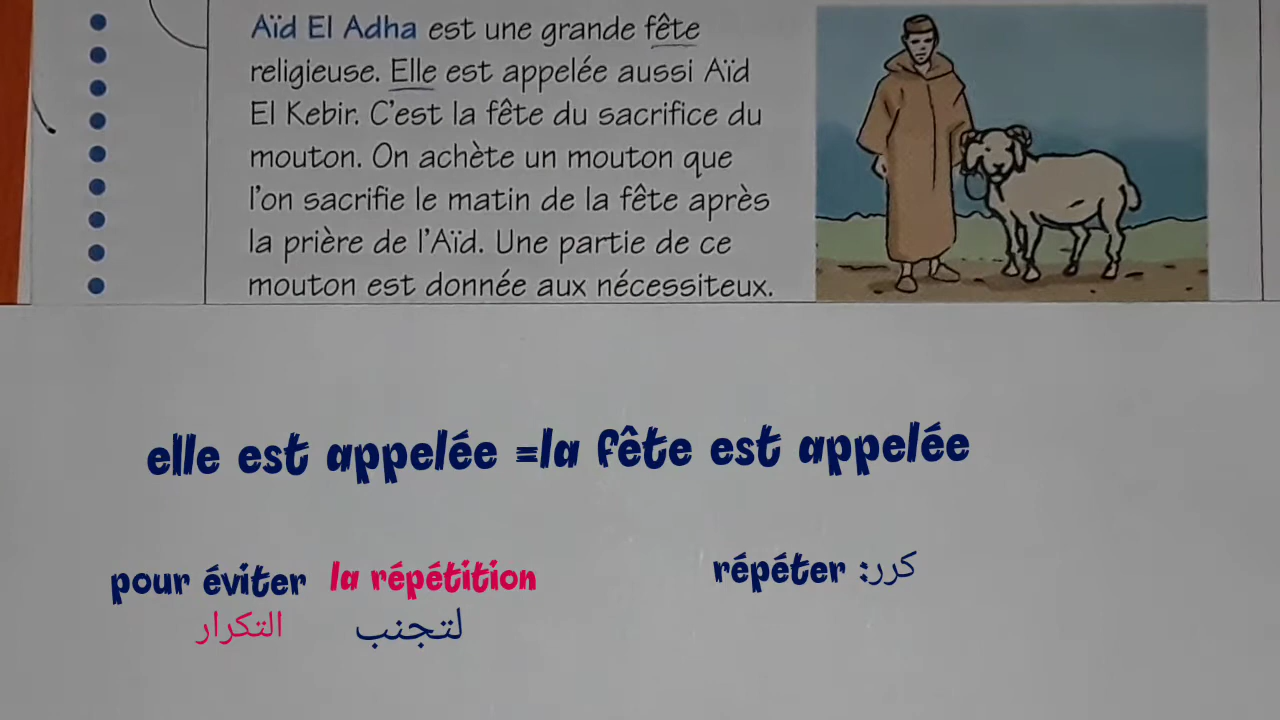 Aïd El Adha est une grande fête
religieuse. Elle est appelée aussi Aïd
El Kebir. C'est la fête du sacrifice du
mouton. On achète un mouton que
l'on sacrifie le matin de la fête après
la prière de l'Aïd. Une partie de ce
mouton est donnée aux nécessiteux.
elle est appelée =la fête est appelée
pour éviter la répétition
لتجنب التكرار
répéter :كرر